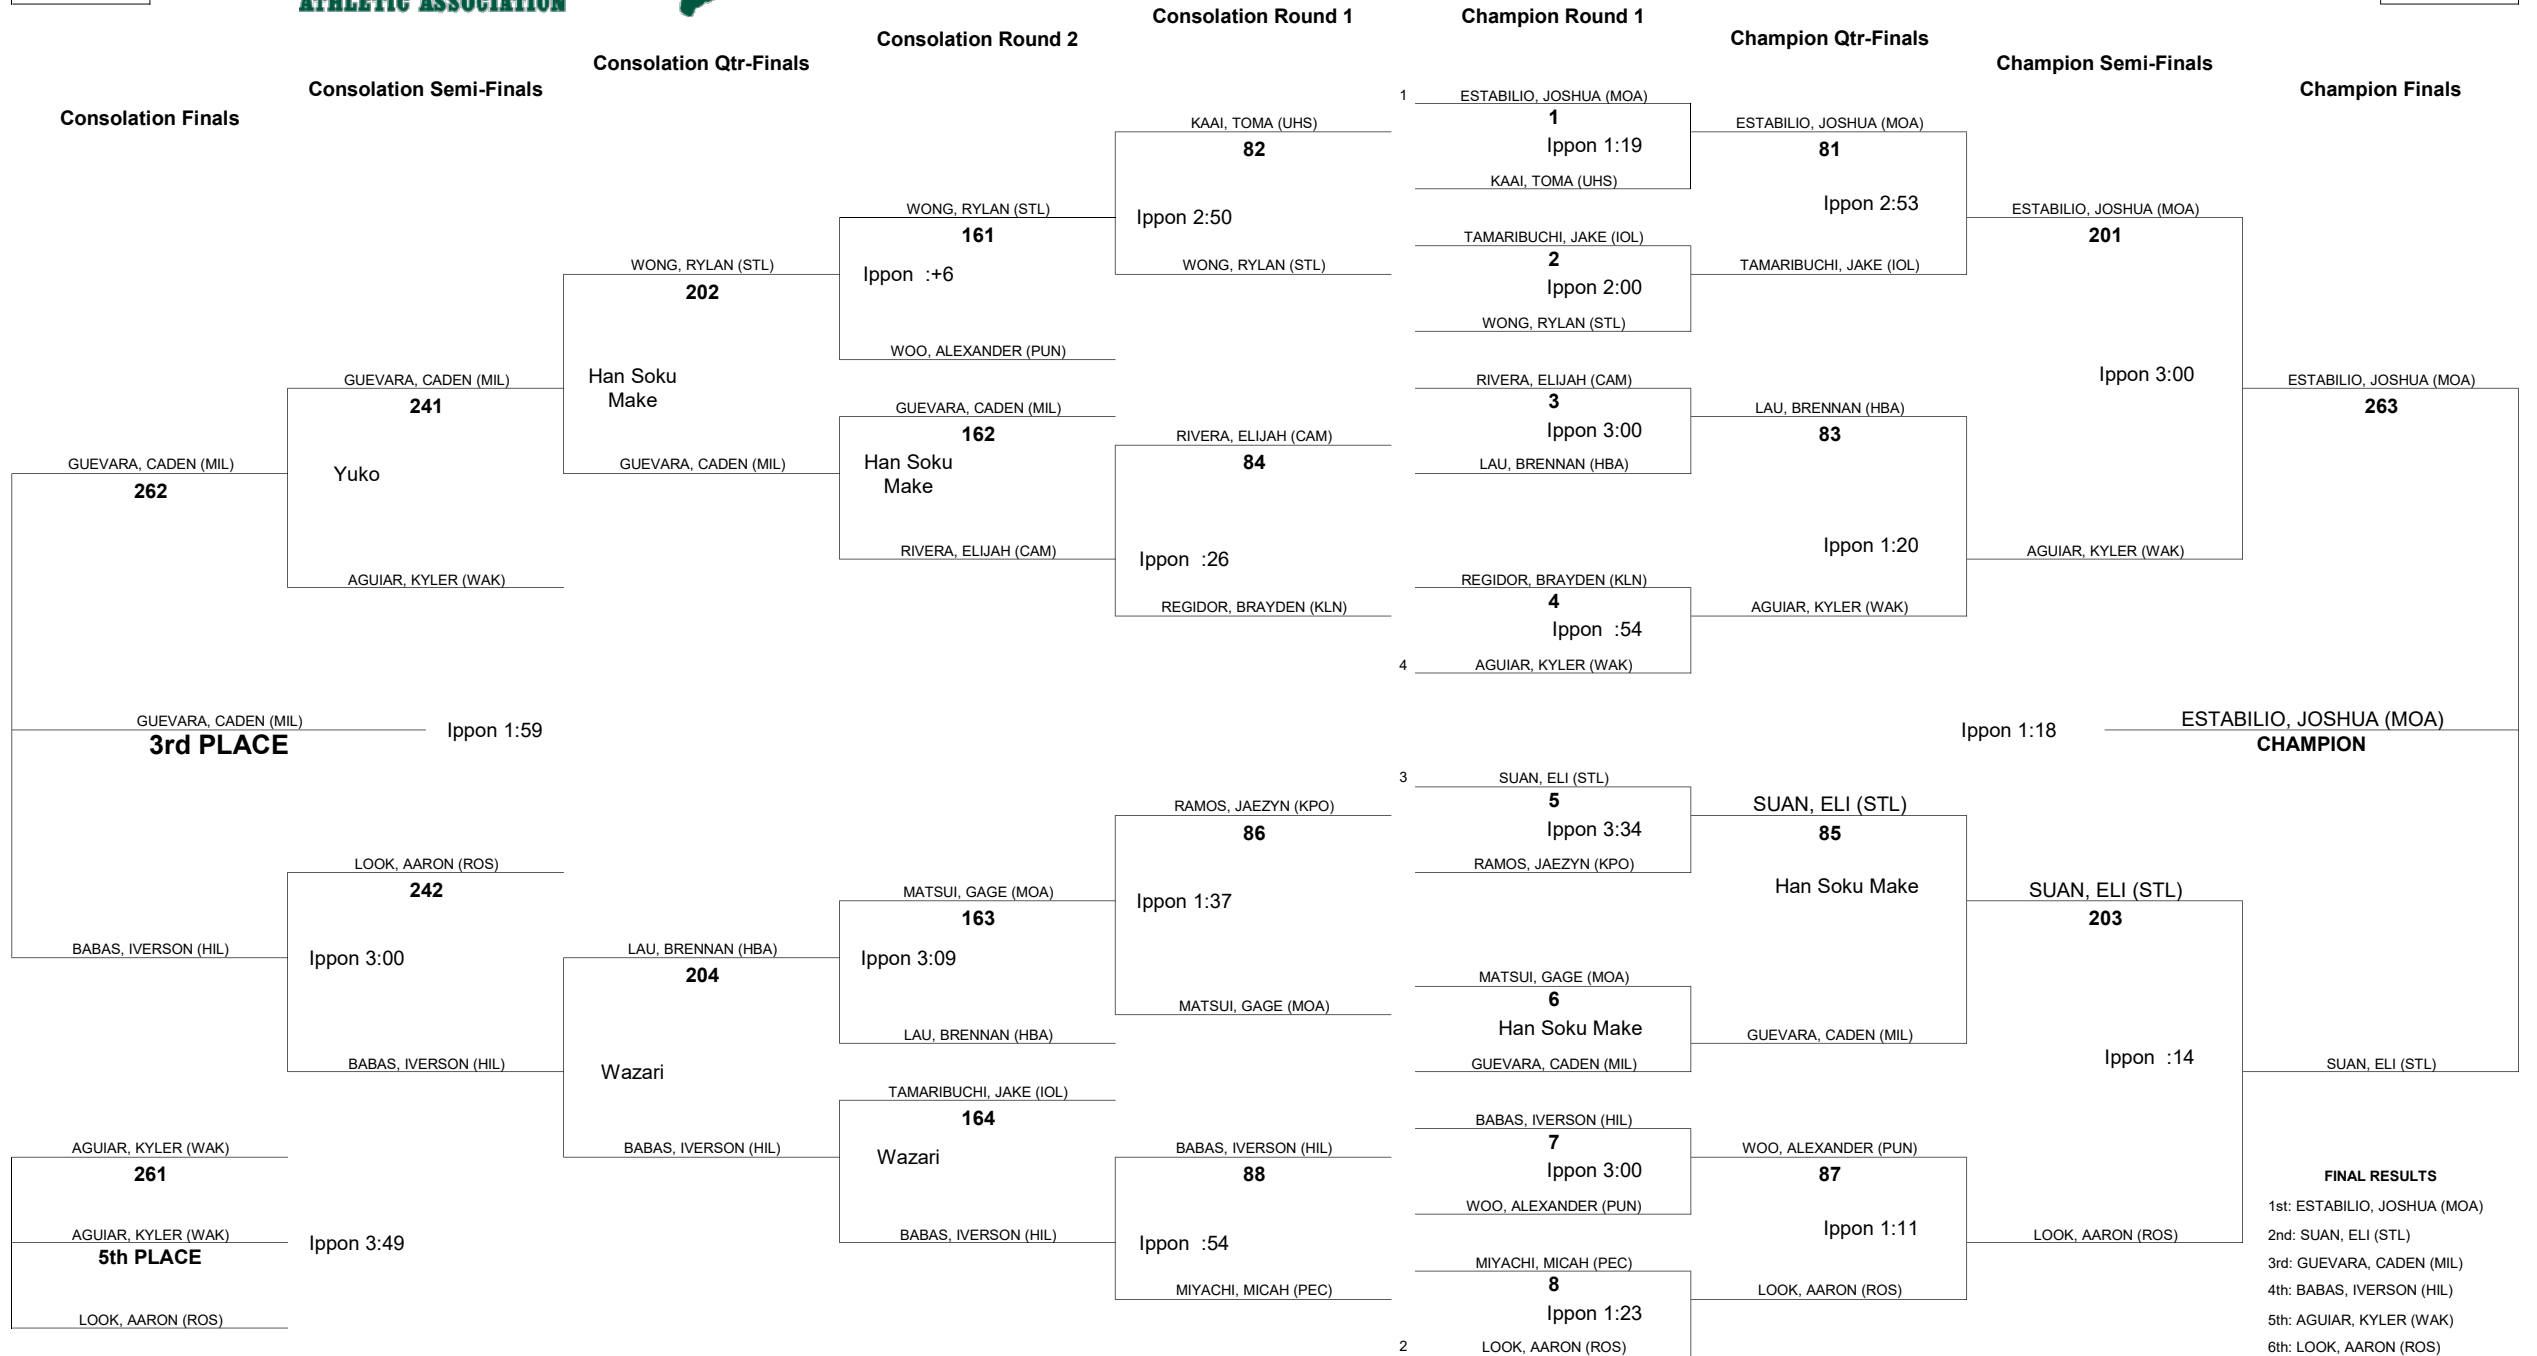 ATHLETIC ASSOCIATION
Consolation Finals
Consolation Semi-Finals
Consolation Qtr-Finals
Consolation Round 2
Consolation Round 1
Champion Round 1
Champion Qtr-Finals
Champion Semi-Finals
Champion Finals
GUEVARA, CADEN (MIL)
262
GUEVARA, CADEN (MIL)
3rd PLACE
Ippon 1:59
BABAS, IVERSON (HIL)
AGUIAR, KYLER (WAK)
261
AGUIAR, KYLER (WAK)
5th PLACE
Ippon 3:49
LOOK, AARON (ROS)
GUEVARA, CADEN (MIL)
241
Yuko
AGUIAR, KYLER (WAK)
LOOK, AARON (ROS)
242
Ippon 3:00
BABAS, IVERSON (HIL)
WONG, RYLAN (STL)
202
Han Soku
Make
GUEVARA, CADEN (MIL)
LAU, BRENNAN (HBA)
204
Wazari
BABAS, IVERSON (HIL)
WONG, RYLAN (STL)
161
Ippon :+6
WOO, ALEXANDER (PUN)
GUEVARA, CADEN (MIL)
162
Han Soku
Make
RIVERA, ELIJAH (CAM)
MATSUI, GAGE (MOA)
163
Ippon 3:09
LAU, BRENNAN (HBA)
TAMARIBUCHI, JAKE (IOL)
164
Wazari
BABAS, IVERSON (HIL)
KAAI, TOMA (UHS)
82
Ippon 2:50
WONG, RYLAN (STL)
RIVERA, ELIJAH (CAM)
84
Ippon :26
REGIDOR, BRAYDEN (KLN)
RAMOS, JAEZYN (KPO)
86
Ippon 1:37
MATSUI, GAGE (MOA)
BABAS, IVERSON (HIL)
88
Ippon :54
MIYACHI, MICAH (PEC)
1 ESTABILIO, JOSHUA (MOA)
1
Ippon 1:19
KAAI, TOMA (UHS)
TAMARIBUCHI, JAKE (IOL)
2
Ippon 2:00
WONG, RYLAN (STL)
RIVERA, ELIJAH (CAM)
3
Ippon 3:00
LAU, BRENNAN (HBA)
REGIDOR, BRAYDEN (KLN)
4
Ippon :54
4 AGUIAR, KYLER (WAK)
3 SUAN, ELI (STL)
5
Ippon 3:34
RAMOS, JAEZYN (KPO)
MATSUI, GAGE (MOA)
6
Han Soku Make
GUEVARA, CADEN (MIL)
BABAS, IVERSON (HIL)
7
Ippon 3:00
WOO, ALEXANDER (PUN)
MIYACHI, MICAH (PEC)
8
Ippon 1:23
2 LOOK, AARON (ROS)
ESTABILIO, JOSHUA (MOA)
81
Ippon 2:53
TAMARIBUCHI, JAKE (IOL)
LAU, BRENNAN (HBA)
83
Ippon 1:20
AGUIAR, KYLER (WAK)
SUAN, ELI (STL)
85
Han Soku Make
GUEVARA, CADEN (MIL)
WOO, ALEXANDER (PUN)
87
Ippon 1:11
LOOK, AARON (ROS)
ESTABILIO, JOSHUA (MOA)
201
Ippon 3:00
AGUIAR, KYLER (WAK)
SUAN, ELI (STL)
203
Ippon :14
LOOK, AARON (ROS)
ESTABILIO, JOSHUA (MOA)
263
Ippon 1:18
ESTABILIO, JOSHUA (MOA)
CHAMPION
SUAN, ELI (STL)
FINAL RESULTS
1st: ESTABILIO, JOSHUA (MOA)
2nd: SUAN, ELI (STL)
3rd: GUEVARA, CADEN (MIL)
4th: BABAS, IVERSON (HIL)
5th: AGUIAR, KYLER (WAK)
6th: LOOK, AARON (ROS)